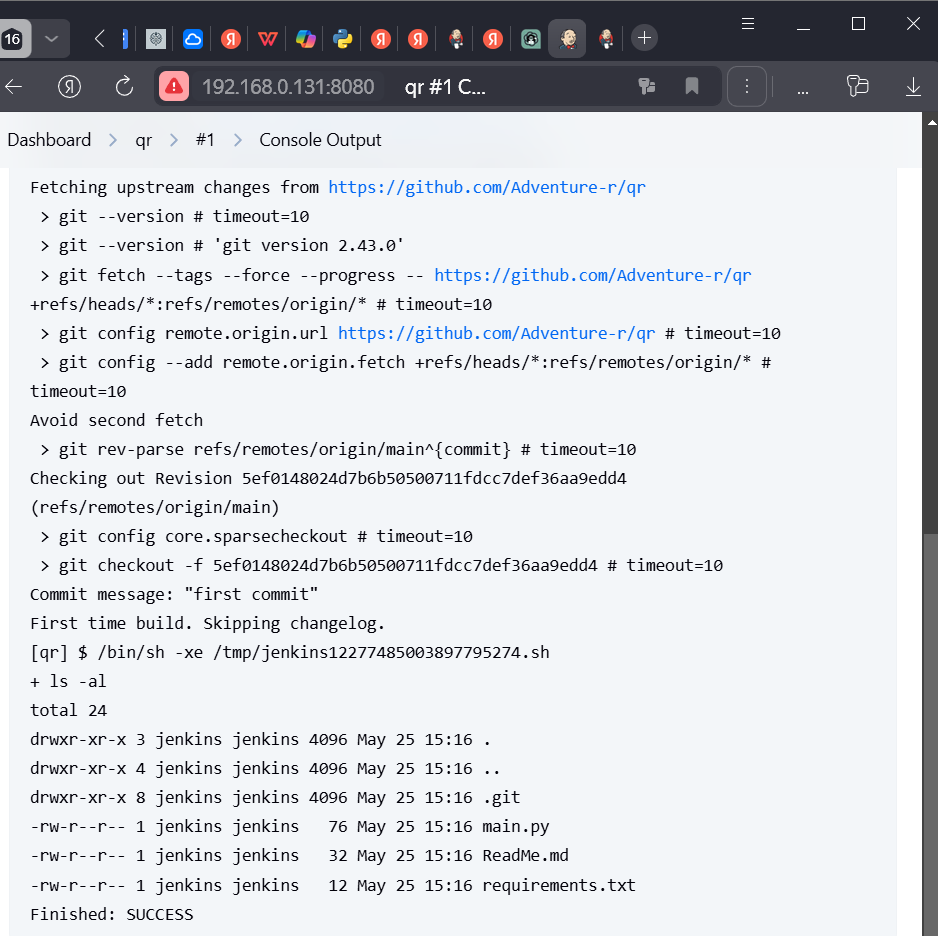 16
192.168.0.131:8080 qr #1 C... ...
Dashboard qr #1 Console Output
Fetching upstream changes from https://github.com/Adventure-r/qr
> git --version # timeout=10
> git --version # 'git version 2.43.0'
> git fetch --tags --force --progress -- https://github.com/Adventure-r/qr
+refs/heads/*:refs/remotes/origin/* # timeout=10
> git config remote.origin.url https://github.com/Adventure-r/qr # timeout=10
> git config --add remote.origin.fetch +refs/heads/*:refs/remotes/origin/* #
timeout=10
Avoid second fetch
> git rev-parse refs/remotes/origin/main^{commit} # timeout=10
Checking out Revision 5ef0148024d7b6b50500711fdcc7def36aa9edd4
(refs/remotes/origin/main)
> git config core.sparsecheckout # timeout=10
> git checkout -f 5ef0148024d7b6b50500711fdcc7def36aa9edd4 # timeout=10
Commit message: "first commit"
First time build. Skipping changelog.
[qr] $ /bin/sh -xe /tmp/jenkins12277485003897795274.sh
+ ls -al
total 24
drwxr-xr-x 3 jenkins jenkins 4096 May 25 15:16 .
drwxr-xr-x 4 jenkins jenkins 4096 May 25 15:16 ..
drwxr-xr-x 8 jenkins jenkins 4096 May 25 15:16 .git
-rw-r--r-- 1 jenkins jenkins   76 May 25 15:16 main.py
-rw-r--r-- 1 jenkins jenkins   32 May 25 15:16 ReadMe.md
-rw-r--r-- 1 jenkins jenkins   12 May 25 15:16 requirements.txt
Finished: SUCCESS